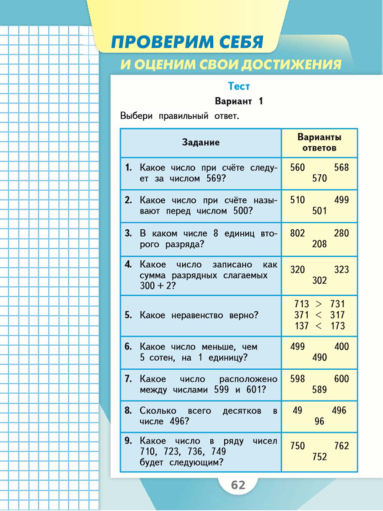 ПРОВЕРИМ СЕБЯ
И ОЦЕНИМ СВОИ ДОСТИЖЕНИЯ
Тест
Вариант 1
Выбери правильный ответ.
Задание
Варианты
ответов
1. Какое число при счёте следу-
ет за числом 569?
560 568
570
2. Какое число при счёте назы-
вают перед числом 500?
510 499
501
3. В каком числе 8 единиц вто-
рого разряда?
802 280
208
4. Какое число записано как
сумма разрядных слагаемых
300 + 2?
320 323
302
5. Какое неравенство верно?
713 > 731
371 < 317
137 < 173
6. Какое число меньше, чем
5 сотен, на 1 единицу?
499 400
490
7. Какое число расположено
между числами 599 и 601?
598 600
589
8. Сколько всего десятков в
числе 496?
49 496
96
9. Какое число в ряду чисел
710, 723, 736, 749
будет следующим?
750 762
752
62